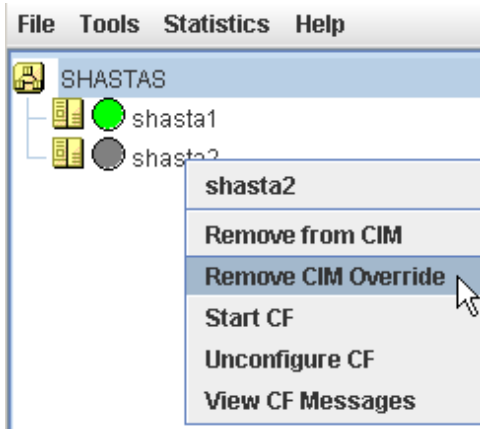 File Tools Statistics Help
SHASTAS
shasta1
shasta2
shasta2
Remove from CIM
Remove CIM Override
Start CF
Unconfigure CF
View CF Messages